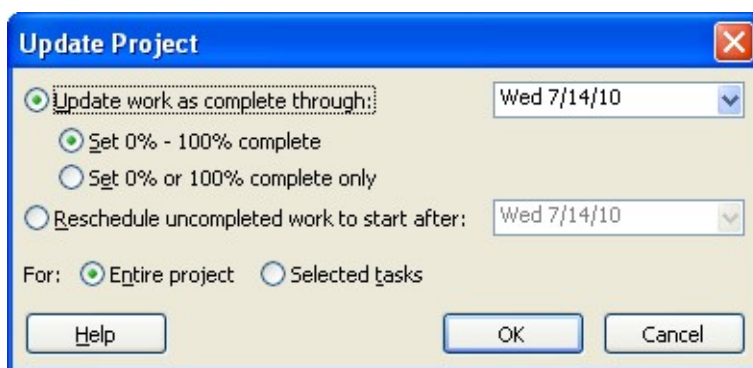 Update Project
Update work as complete through: Wed 7/14/10
Set 0% - 100% complete
Set 0% or 100% complete only
Reschedule uncompleted work to start after: Wed 7/14/10
For: Entire project Selected tasks
Help OK Cancel